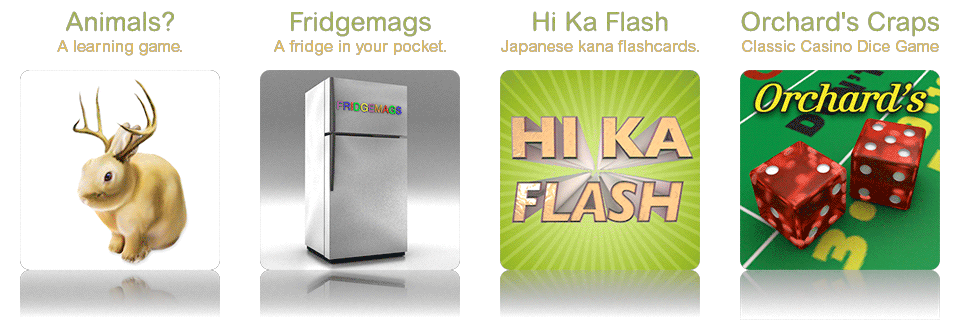 Animals?
A learning game.
Fridgemags
A fridge in your pocket.
FRIDGEMAGS
Hi Ka Flash
Japanese kana flashcards.
HI KA
FLASH
Orchard's Craps
Classic Casino Dice Game
Orchard's